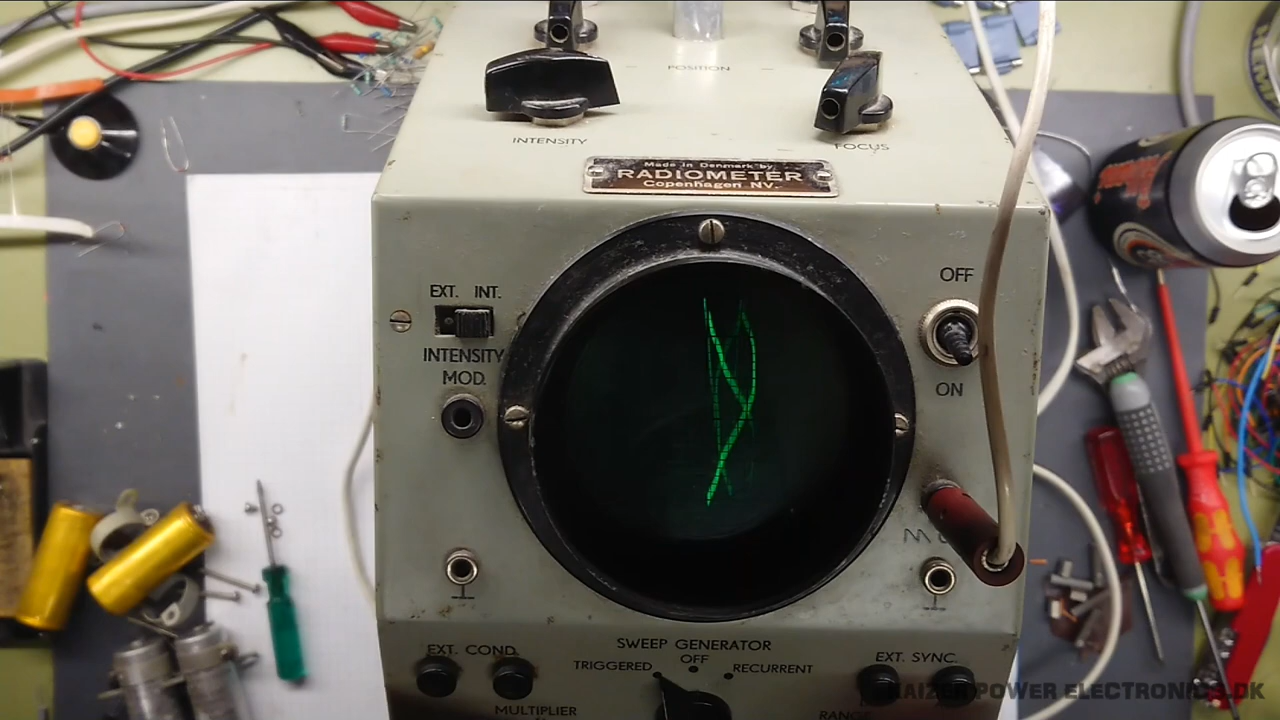 POSITION
INTENSITY
FOCUS
Made in Denmark by
RADIOMETER
Copenhagen NV.
EXT. INT.
INTENSITY
MOD.
OFF
ON
SWEEP GENERATOR
EXT. COND.
TRIGGERED
OFF
RECURRENT
EXT. SYNC.
MULTIPLIER
RANGE
KAIZER POWER ELECTRONICS.DK